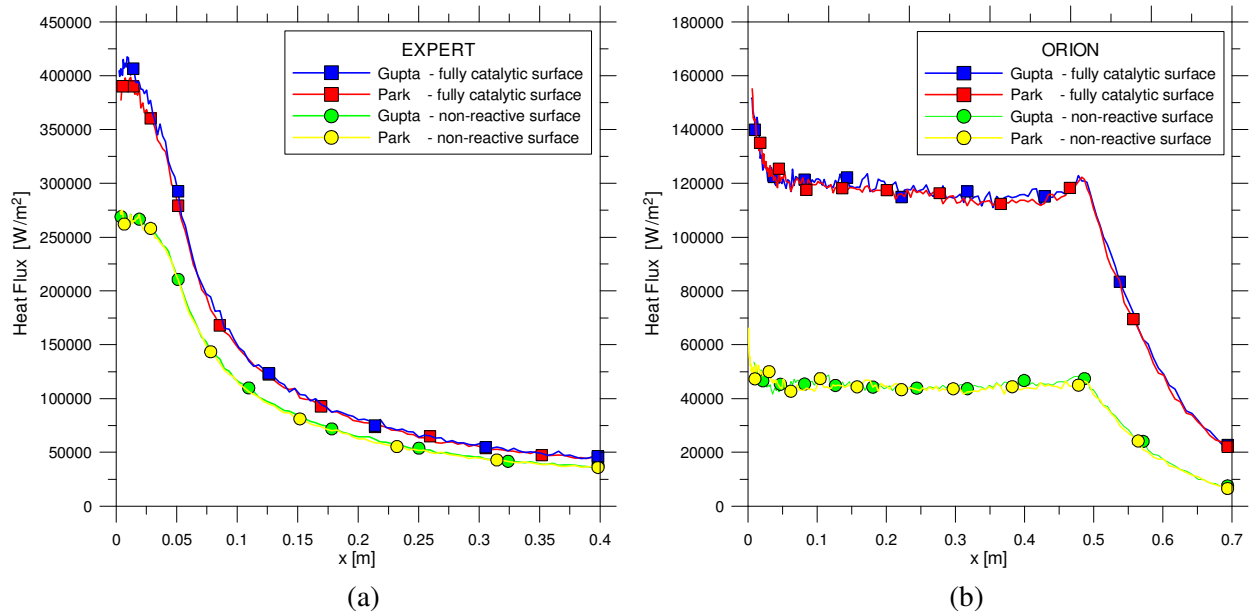 EXPERT
Gupta - fully catalytic surface
Park - fully catalytic surface
Gupta - non-reactive surface
Park - non-reactive surface
Heat Flux [W/m²]
450000
400000
350000
300000
250000
200000
150000
100000
50000
0
0 0.05 0.1 0.15 0.2 0.25 0.3 0.35 0.4
x [m]
(a)
ORION
Gupta - fully catalytic surface
Park - fully catalytic surface
Gupta - non-reactive surface
Park - non-reactive surface
Heat Flux [W/m²]
180000
160000
140000
120000
100000
80000
60000
40000
20000
0
0 0.1 0.2 0.3 0.4 0.5 0.6 0.7
x [m]
(b)